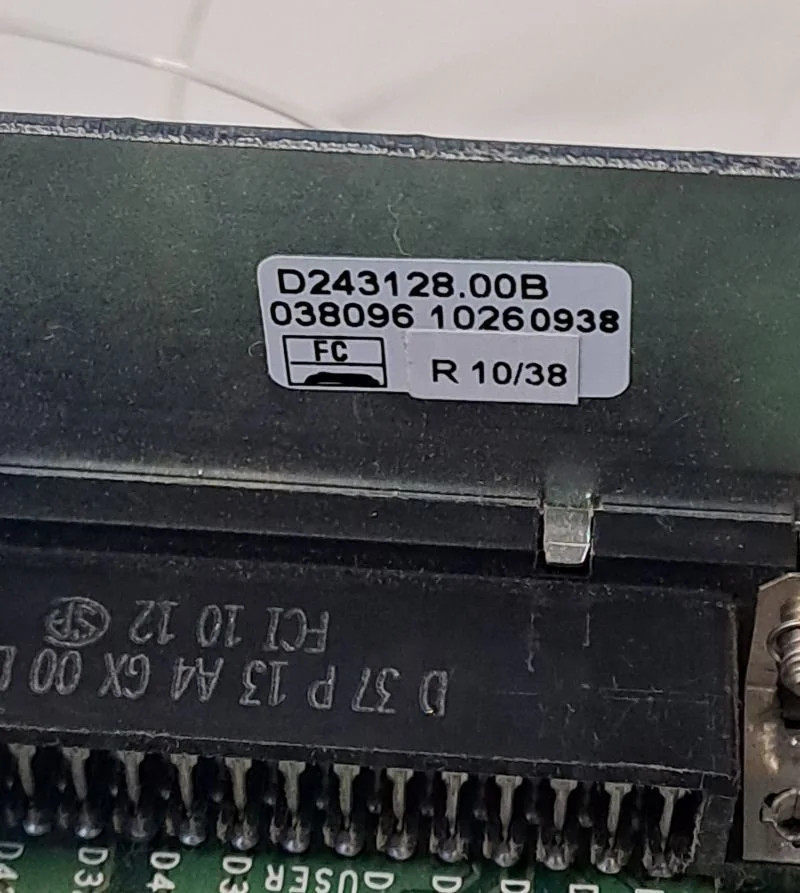 D243128.00B
038096 10260938
FC
R 10/38
FCI 10 12
D 37 P 13 A4 GX 00
DUSER